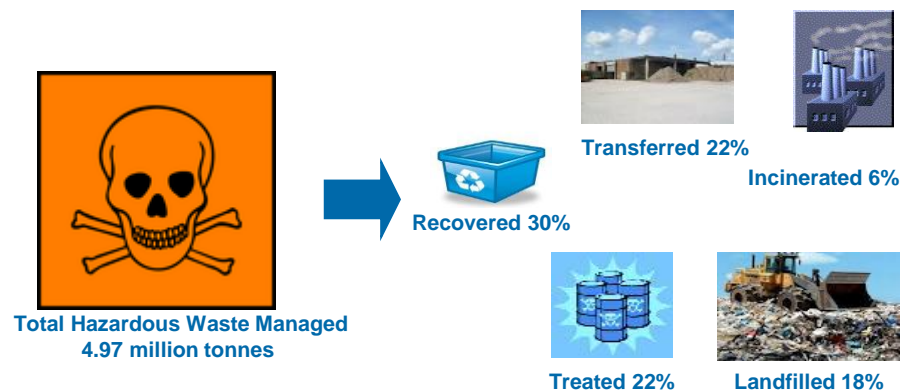 Transferred 22%
Incinerated 6%
Recovered 30%
Total Hazardous Waste Managed
4.97 million tonnes
Treated 22%
Landfilled 18%